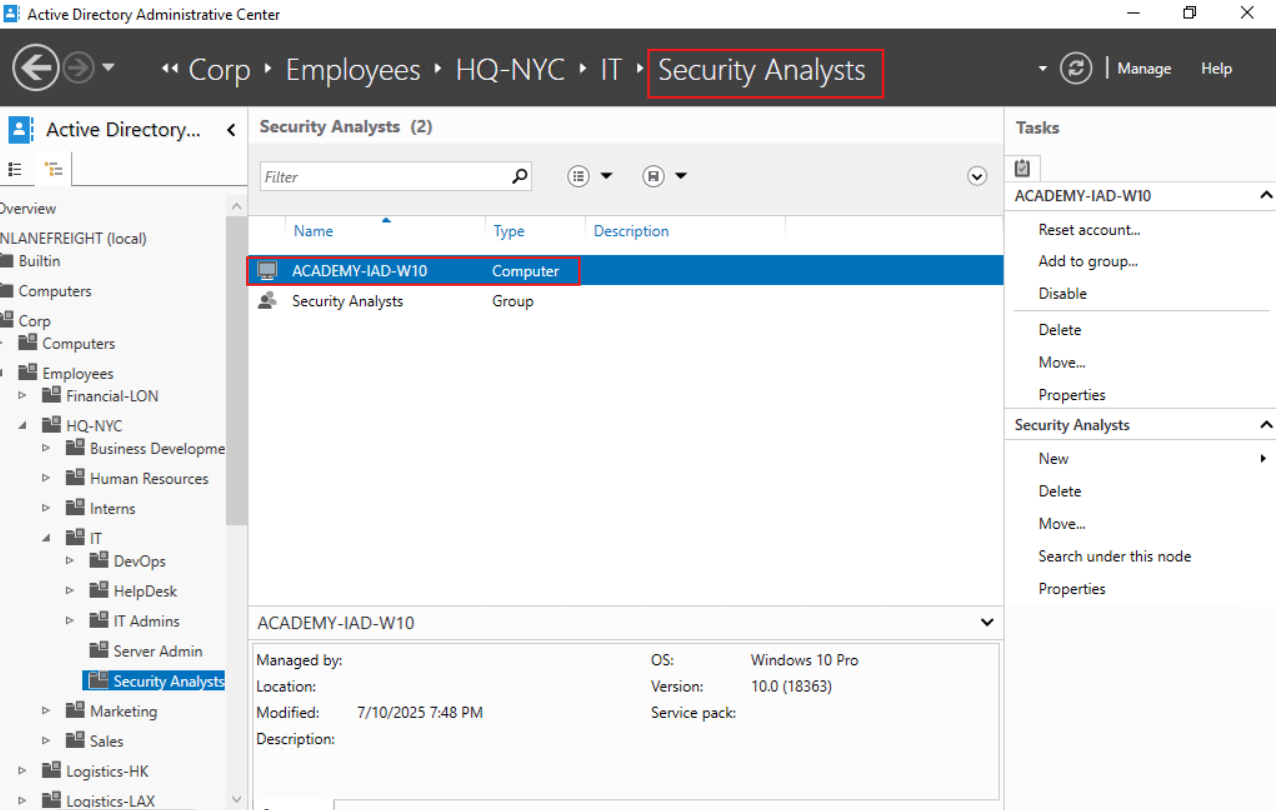 Active Directory Administrative Center
Corp Employees HQ-NYC IT Security Analysts
Manage Help
Active Directory...
Overview
NLANEFREIGHT (local)
Builtin
Computers
Corp
Computers
Employees
Financial-LON
HQ-NYC
Business Developme
Human Resources
Interns
IT
DevOps
HelpDesk
IT Admins
Server Admin
Security Analysts
Marketing
Sales
Logistics-HK
Logistics-LAX
Security Analysts (2)
Filter
Name Type Description
ACADEMY-IAD-W10 Computer
Security Analysts Group
ACADEMY-IAD-W10
Managed by: OS: Windows 10 Pro
Location: Version: 10.0 (18363)
Modified: 7/10/2025 7:48 PM Service pack:
Description:
Tasks
ACADEMY-IAD-W10
Reset account...
Add to group...
Disable
Delete
Move...
Properties
Security Analysts
New
Delete
Move...
Search under this node
Properties